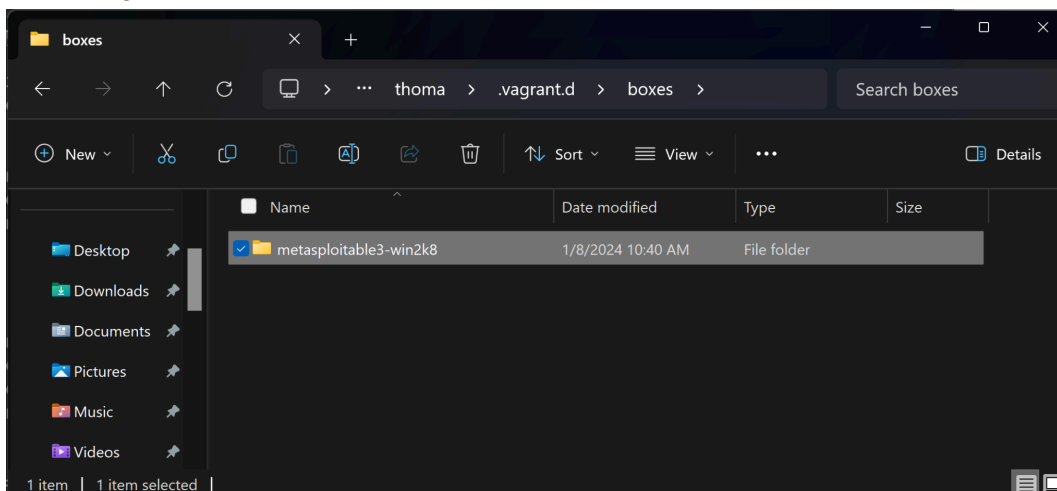 boxes
thoma > .vagrant.d > boxes >
Search boxes
New
Sort
View
Details
Name
Date modified
Type
Size
metasploitable3-win2k8
1/8/2024 10:40 AM
File folder
Desktop
Downloads
Documents
Pictures
Music
Videos
1 item | 1 item selected |